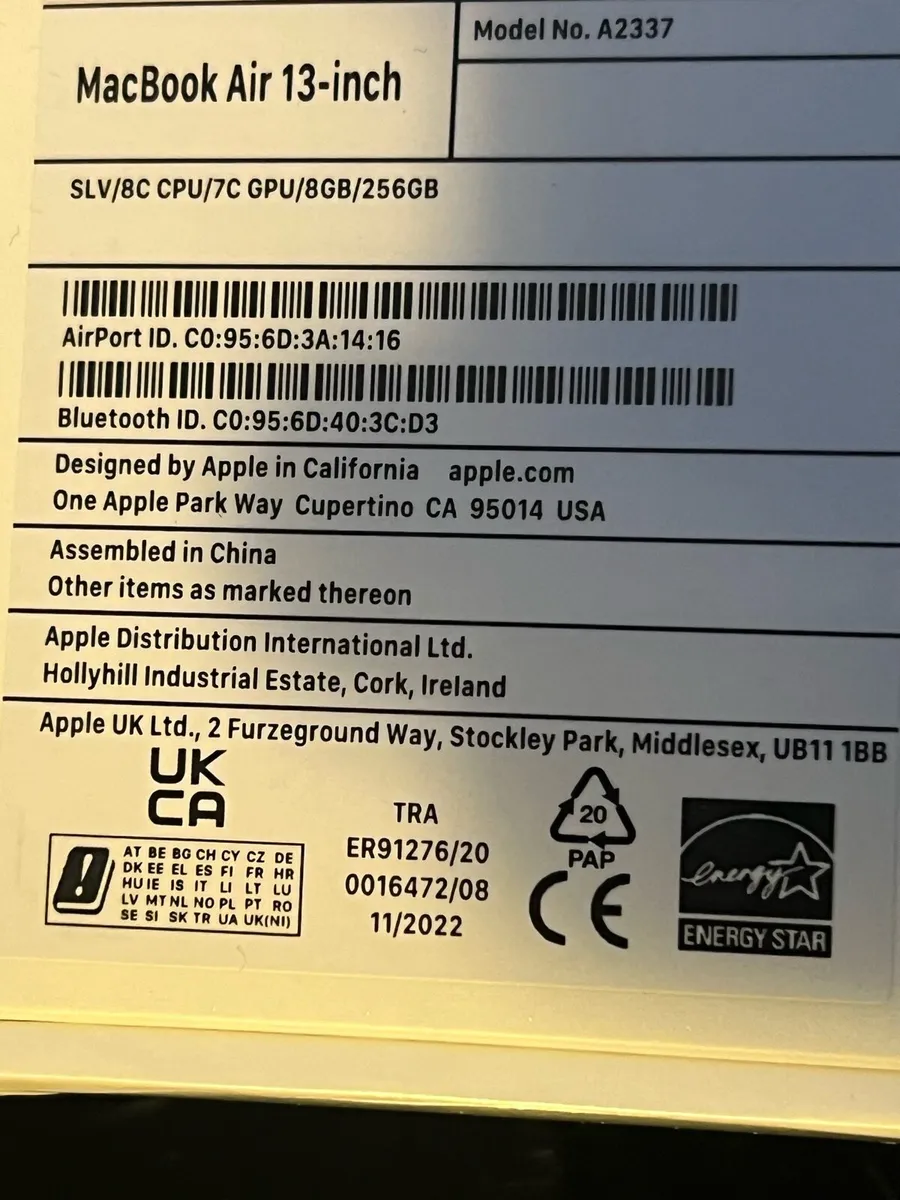 MacBook Air 13-inch
Model No. A2337
SLV/8C CPU/7C GPU/8GB/256GB
AirPort ID. C0:95:6D:3A:14:16
Bluetooth ID. C0:95:6D:40:3C:D3
Designed by Apple in California apple.com
One Apple Park Way Cupertino CA 95014 USA
Assembled in China
Other items as marked thereon
Apple Distribution International Ltd.
Hollyhill Industrial Estate, Cork, Ireland
Apple UK Ltd., 2 Furzeground Way, Stockley Park, Middlesex, UB11 1BB
UK
CA
AT BE BG CH CY CZ DE
DK EE EL ES FI FR HR
HU IE IS IT LI LT LU
LV MT NL NO PL PT RO
SE SI SK TR UA UK(NI)
TRA
ER91276/20
0016472/08
11/2022
20
PAP
CE
energy
ENERGY STAR